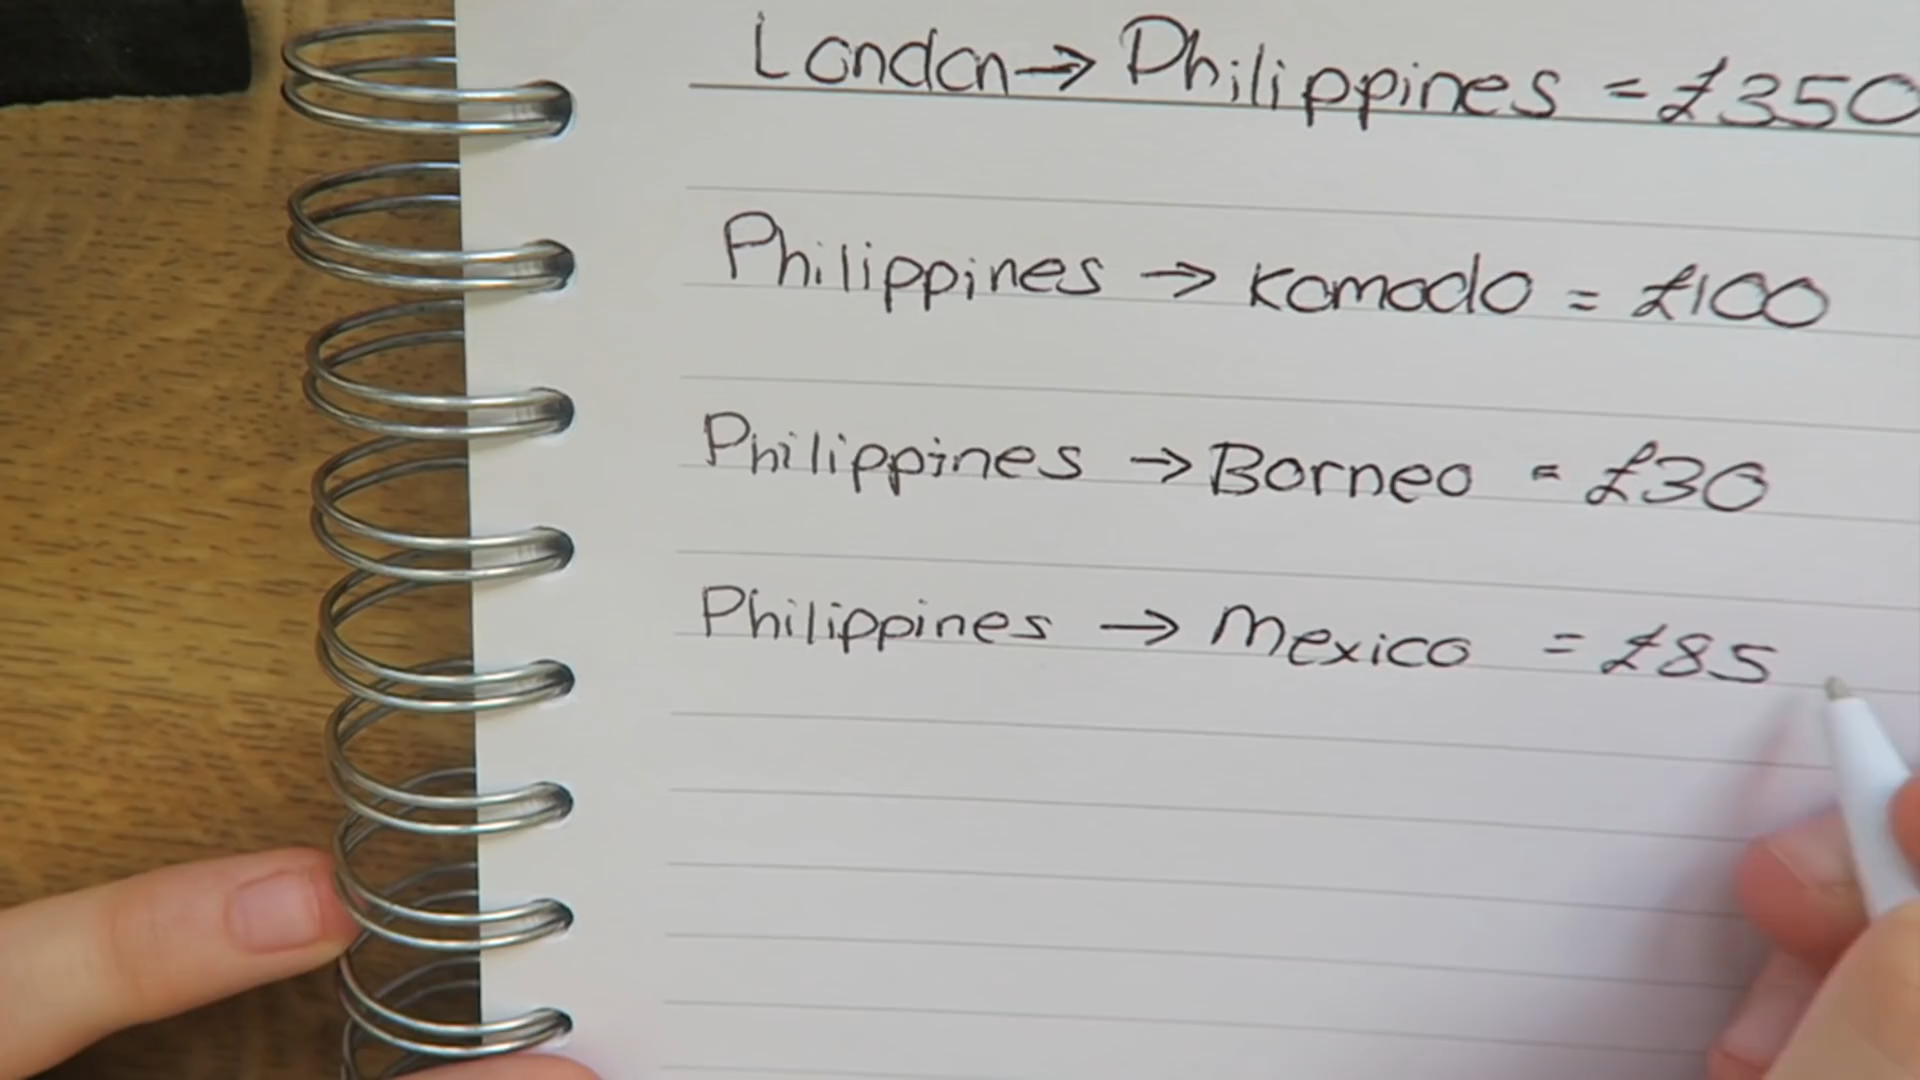 London → Philippines = £350
Philippines → Komodo = £100
Philippines → Borneo = £30
Philippines → Mexico = £85